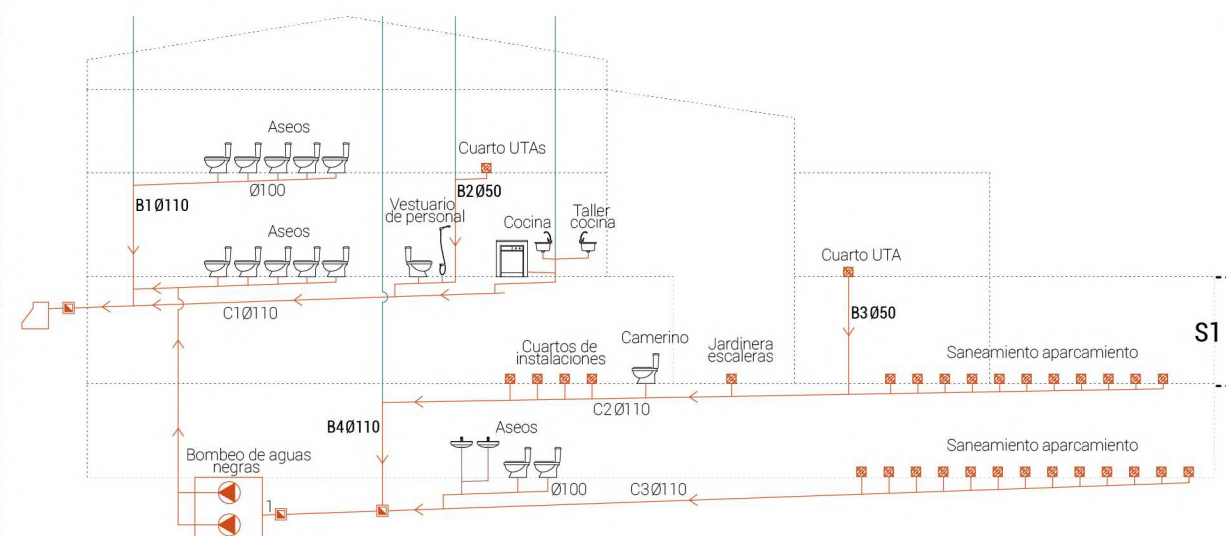 Aseos
Cuarto UTAs
Ø100
B1Ø110
B2Ø50
Vestuario
de personal
Cocina
Taller
cocina
Aseos
Cuarto UTA
C1Ø110
B3Ø50
S1
Cuartos de
instalaciones
Camerino
Jardinera
escaleras
Saneamiento aparcamiento
C2Ø110
B4Ø110
Aseos
Saneamiento aparcamiento
Bombeo de aguas
negras
Ø100
C3Ø110
1